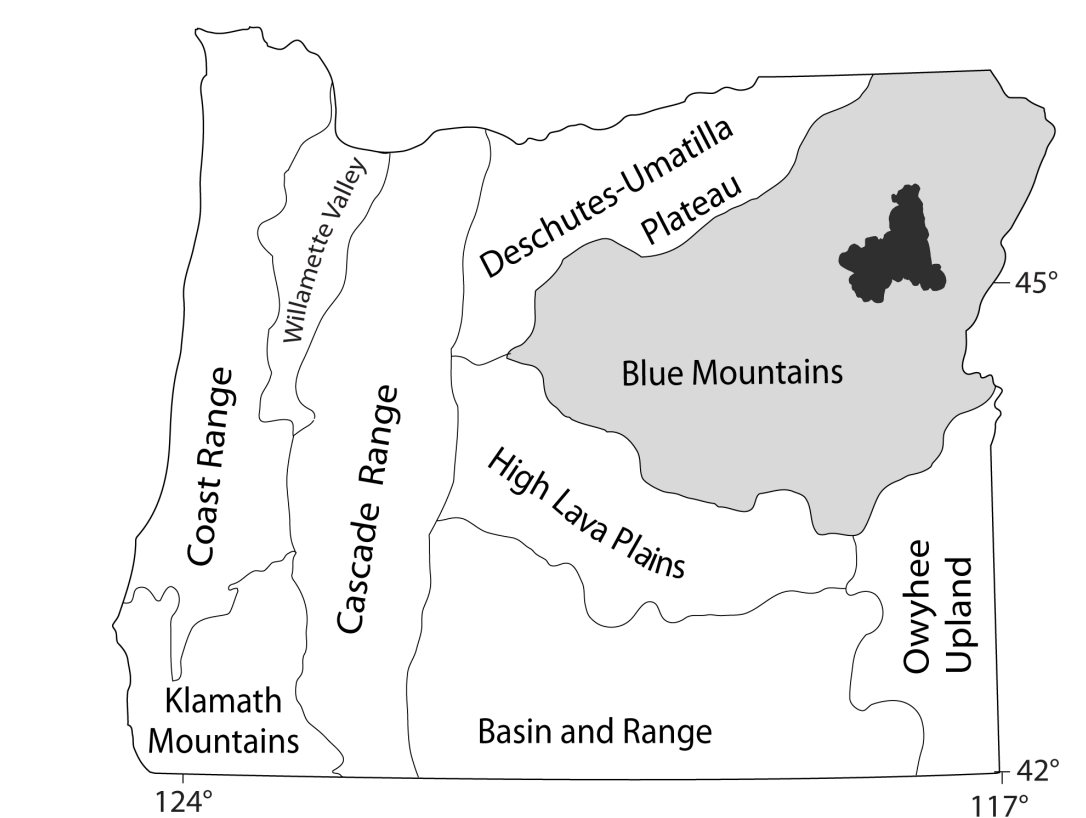 Deschutes-Umatilla
Plateau
Willamette Valley
45°
Blue Mountains
Coast Range
Cascade Range
High Lava Plains
Owyhee
Upland
Klamath
Mountains
Basin and Range
42°
124°
117°